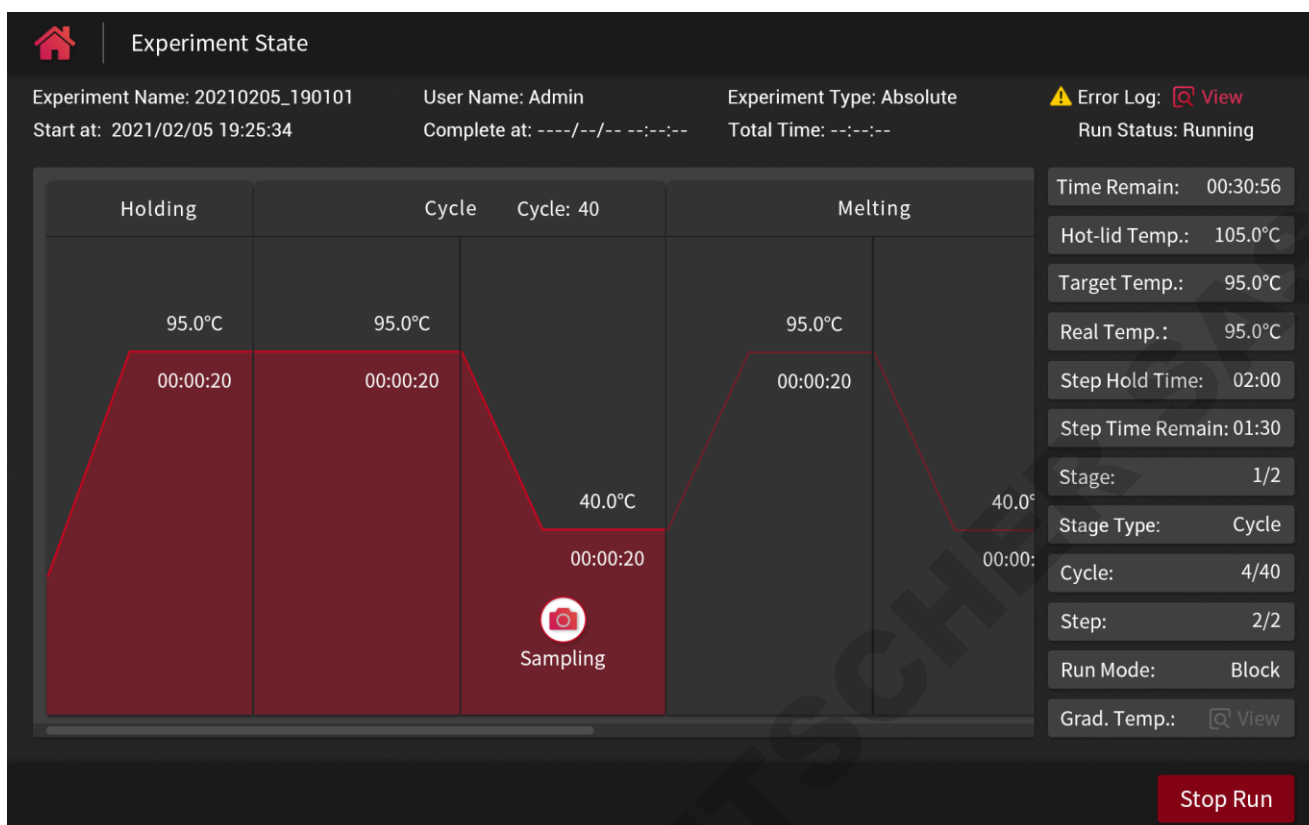 Experiment State
Experiment Name: 20210205_190101 User Name: Admin Experiment Type: Absolute Error Log: View
Start at: 2021/02/05 19:25:34 Complete at: ----/--/-- --:--:-- Total Time: --:--:-- Run Status: Running
Holding Cycle Cycle: 40 Melting
95.0°C 95.0°C 95.0°C
00:00:20 00:00:20 00:00:20
40.0°C 40.0°
00:00:20 00:00:
Sampling
Time Remain: 00:30:56
Hot-lid Temp.: 105.0°C
Target Temp.: 95.0°C
Real Temp.: 95.0°C
Step Hold Time: 02:00
Step Time Remain: 01:30
Stage: 1/2
Stage Type: Cycle
Cycle: 4/40
Step: 2/2
Run Mode: Block
Grad. Temp.: View
Stop Run